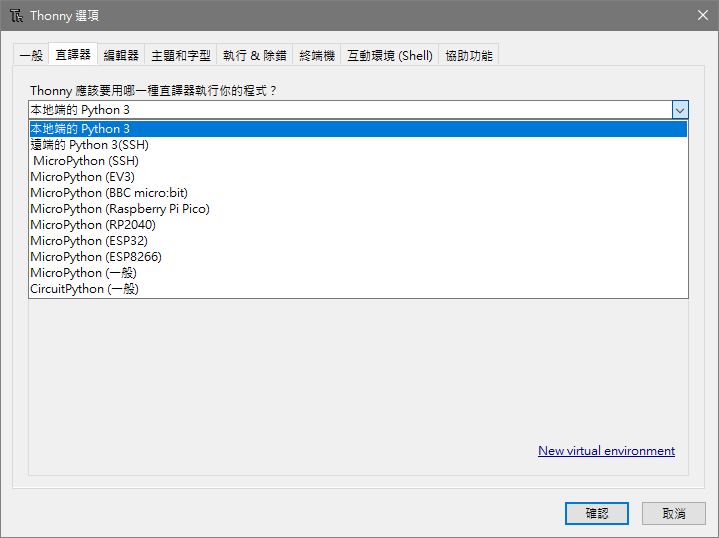 Thonny 選項
一般 直譯器 編輯器 主題和字型 執行 & 除錯 終端機 互動環境 (Shell) 協助功能
Thonny 應該要用哪一種直譯器執行你的程式？
本地端的 Python 3
本地端的 Python 3
遠端的 Python 3(SSH)
MicroPython (SSH)
MicroPython (EV3)
MicroPython (BBC micro:bit)
MicroPython (Raspberry Pi Pico)
MicroPython (RP2040)
MicroPython (ESP32)
MicroPython (ESP8266)
MicroPython (一般)
CircuitPython (一般)
New virtual environment
確認 取消